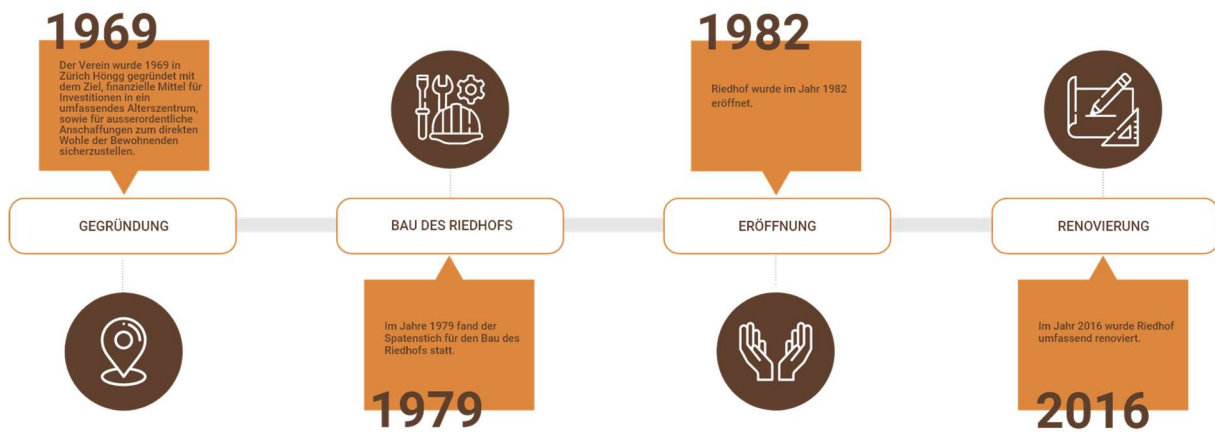 1969
Der Verein wurde 1969 in
Zürich Höngg gegründet mit
dem Ziel, finanzielle Mittel für
Investitionen in ein
umfassendes Alterszentrum,
sowie für ausserordentliche
Anschaffungen zum direkten
Wohle der Bewohnenden
sicherzustellen.
GEGRÜNDUNG
BAU DES RIEDHOFS
Im Jahre 1979 fand der
Spatenstich für den Bau des
Riedhofs statt.
1979
1982
Riedhof wurde im Jahr 1982
eröffnet.
ERÖFFNUNG
RENOVIERUNG
Im Jahr 2016 wurde Riedhof
umfassend renoviert.
2016